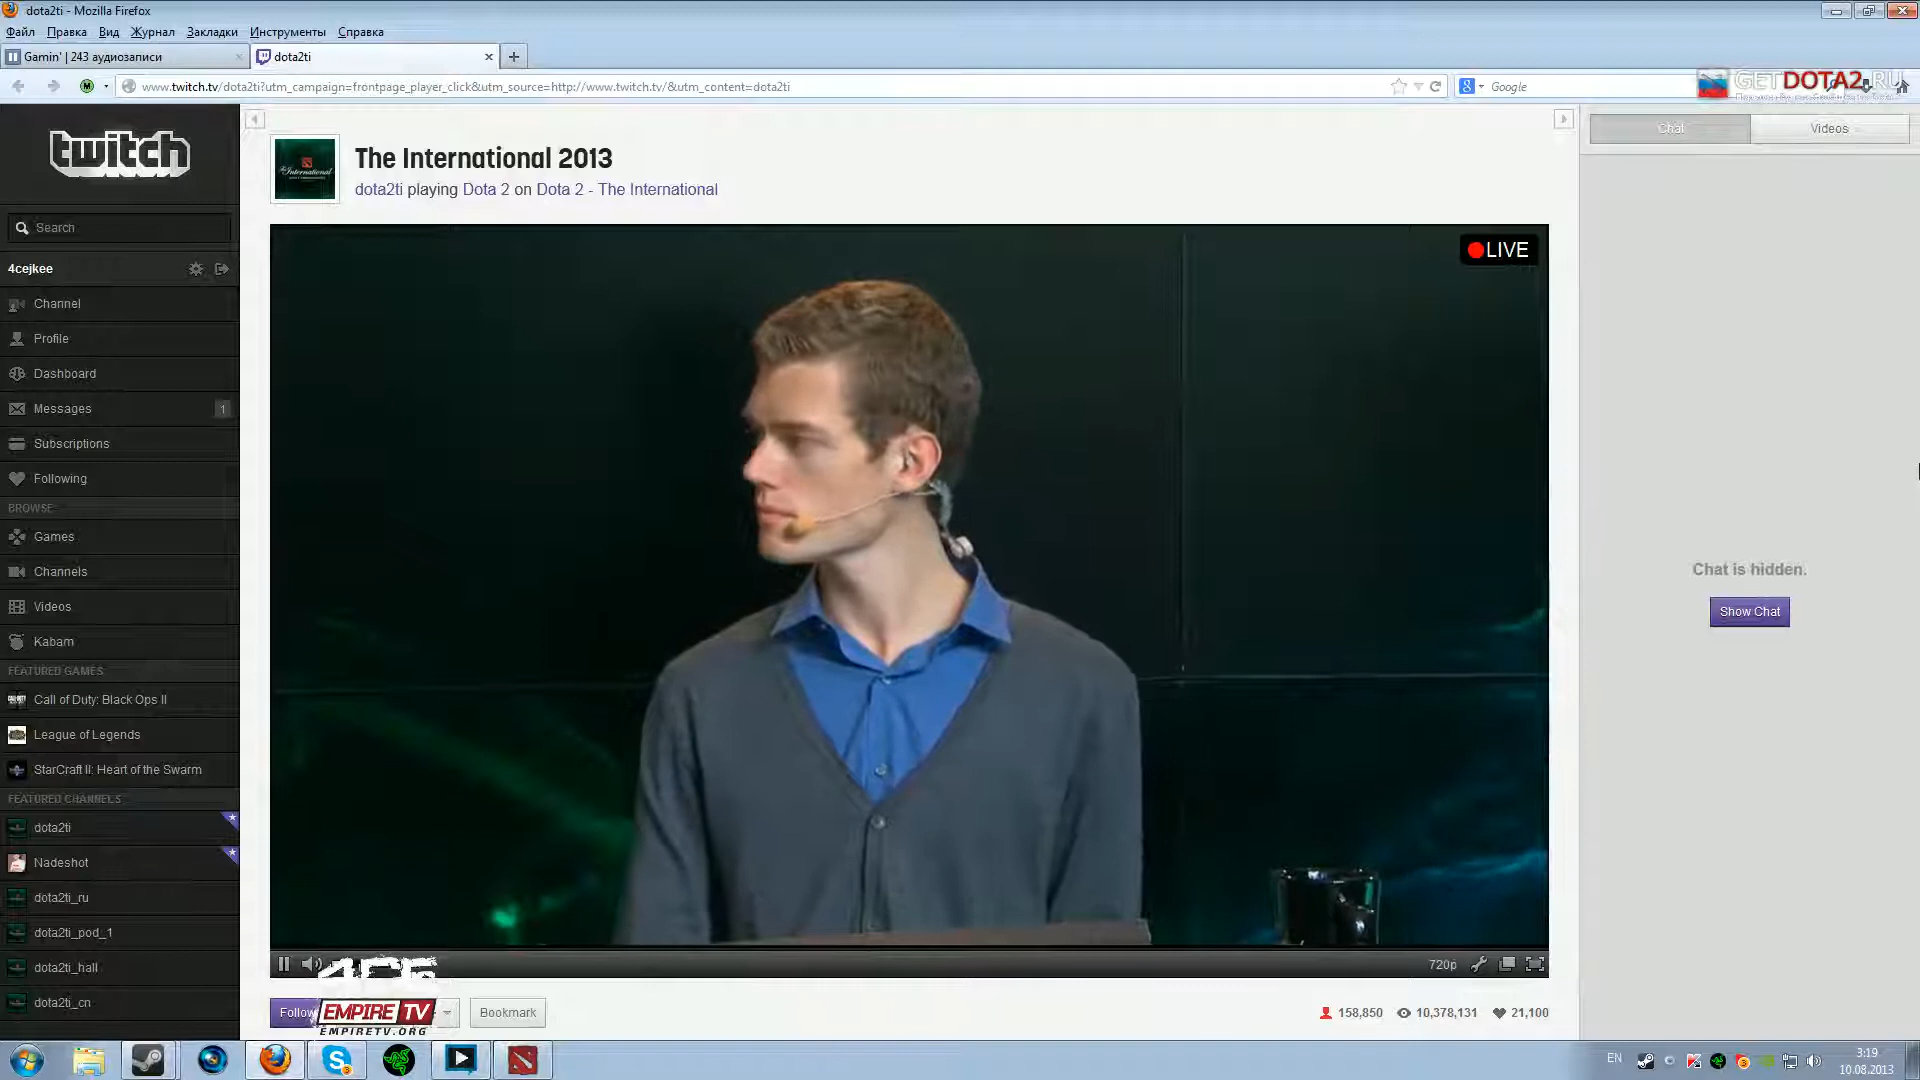 dota2ti - Mozilla Firefox
Файл Правка Вид Журнал Закладки Инструменты Справка
Gamin' | 243 аудиозаписи
dota2ti
www.twitch.tv/dota2ti?utm_campaign=frontpage_player_click&utm_source=http://www.twitch.tv/&utm_content=dota2ti
Google
GETDOTA2.RU
twitch
Search
4cejkee
Channel
Profile
Dashboard
Messages 1
Subscriptions
Following
BROWSE
Games
Channels
Videos
Kabam
FEATURED GAMES
Call of Duty: Black Ops II
League of Legends
StarCraft II: Heart of the Swarm
FEATURED CHANNELS
dota2ti
Nadeshot
dota2ti_ru
dota2ti_pod_1
dota2ti_hall
dota2ti_cn
The International 2013
dota2ti playing Dota 2 on Dota 2 - The International
International
LIVE
720p
Follow
EMPIRE TV
EMPIRETV.ORG
Bookmark
158,850 10,378,131 21,100
Chat Videos
Chat is hidden.
Show Chat
EN
3:19
10.08.2013